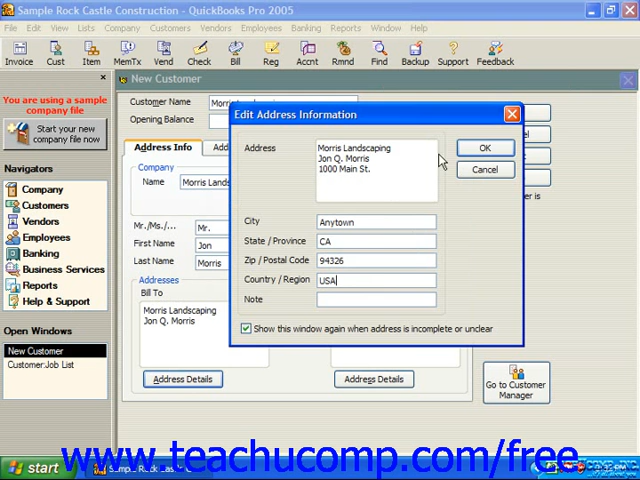 Sample Rock Castle Construction - QuickBooks Pro 2005
File Edit View Lists Company Customers Vendors Employees Banking Reports Window Help
Invoice Cust Item MemTx Vend Check Bill Reg Accnt Rmnd Find Backup Support Feedback
You are using a sample
company file
Start your new
company file now
Navigators
Company
Customers
Vendors
Employees
Banking
Business Services
Reports
Help & Support
Open Windows
New Customer
Customer:Job List
New Customer
Customer Name
Opening Balance
Address Info
Company
Name Morris Lands
Mr./Ms./... Mr.
First Name Jon
Last Name Morris
Addresses
Bill To
Morris Landscaping
Jon Q. Morris
Address Details
Address Details
Go to Customer
Manager
Edit Address Information
Address
Morris Landscaping
Jon Q. Morris
1000 Main St.
OK
Cancel
City Anytown
State / Province CA
Zip / Postal Code 94326
Country / Region USA
Note
Show this window again when address is incomplete or unclear
start
Sample Rock Castle
www.teachucomp.com/free